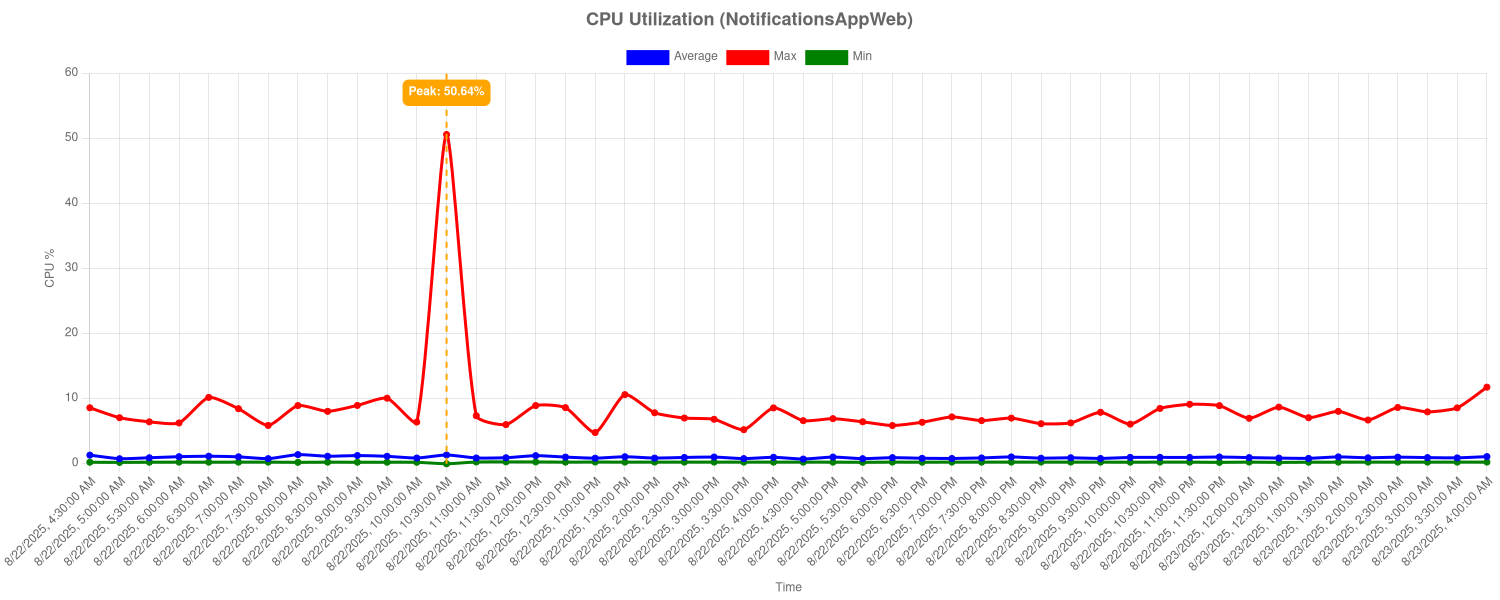 CPU Utilization (NotificationsAppWeb)
Average Max Min
60
Peak: 50.64%
50
40
30
20
10
0
CPU %
8/22/2025, 4:30:00 AM
8/22/2025, 5:00:00 AM
8/22/2025, 5:30:00 AM
8/22/2025, 6:00:00 AM
8/22/2025, 6:30:00 AM
8/22/2025, 7:00:00 AM
8/22/2025, 7:30:00 AM
8/22/2025, 8:00:00 AM
8/22/2025, 8:30:00 AM
8/22/2025, 9:00:00 AM
8/22/2025, 9:30:00 AM
8/22/2025, 10:00:00 AM
8/22/2025, 10:30:00 AM
8/22/2025, 11:00:00 AM
8/22/2025, 11:30:00 AM
8/22/2025, 12:00:00 PM
8/22/2025, 12:30:00 PM
8/22/2025, 1:00:00 PM
8/22/2025, 1:30:00 PM
8/22/2025, 2:00:00 PM
8/22/2025, 2:30:00 PM
8/22/2025, 3:00:00 PM
8/22/2025, 3:30:00 PM
8/22/2025, 4:00:00 PM
8/22/2025, 4:30:00 PM
8/22/2025, 5:00:00 PM
8/22/2025, 5:30:00 PM
8/22/2025, 6:00:00 PM
8/22/2025, 6:30:00 PM
8/22/2025, 7:00:00 PM
8/22/2025, 7:30:00 PM
8/22/2025, 8:00:00 PM
8/22/2025, 8:30:00 PM
8/22/2025, 9:00:00 PM
8/22/2025, 9:30:00 PM
8/22/2025, 10:00:00 PM
8/22/2025, 10:30:00 PM
8/22/2025, 11:00:00 PM
8/22/2025, 11:30:00 PM
8/23/2025, 12:00:00 AM
8/23/2025, 12:30:00 AM
8/23/2025, 1:00:00 AM
8/23/2025, 1:30:00 AM
8/23/2025, 2:00:00 AM
8/23/2025, 2:30:00 AM
8/23/2025, 3:00:00 AM
8/23/2025, 3:30:00 AM
8/23/2025, 4:00:00 AM
Time